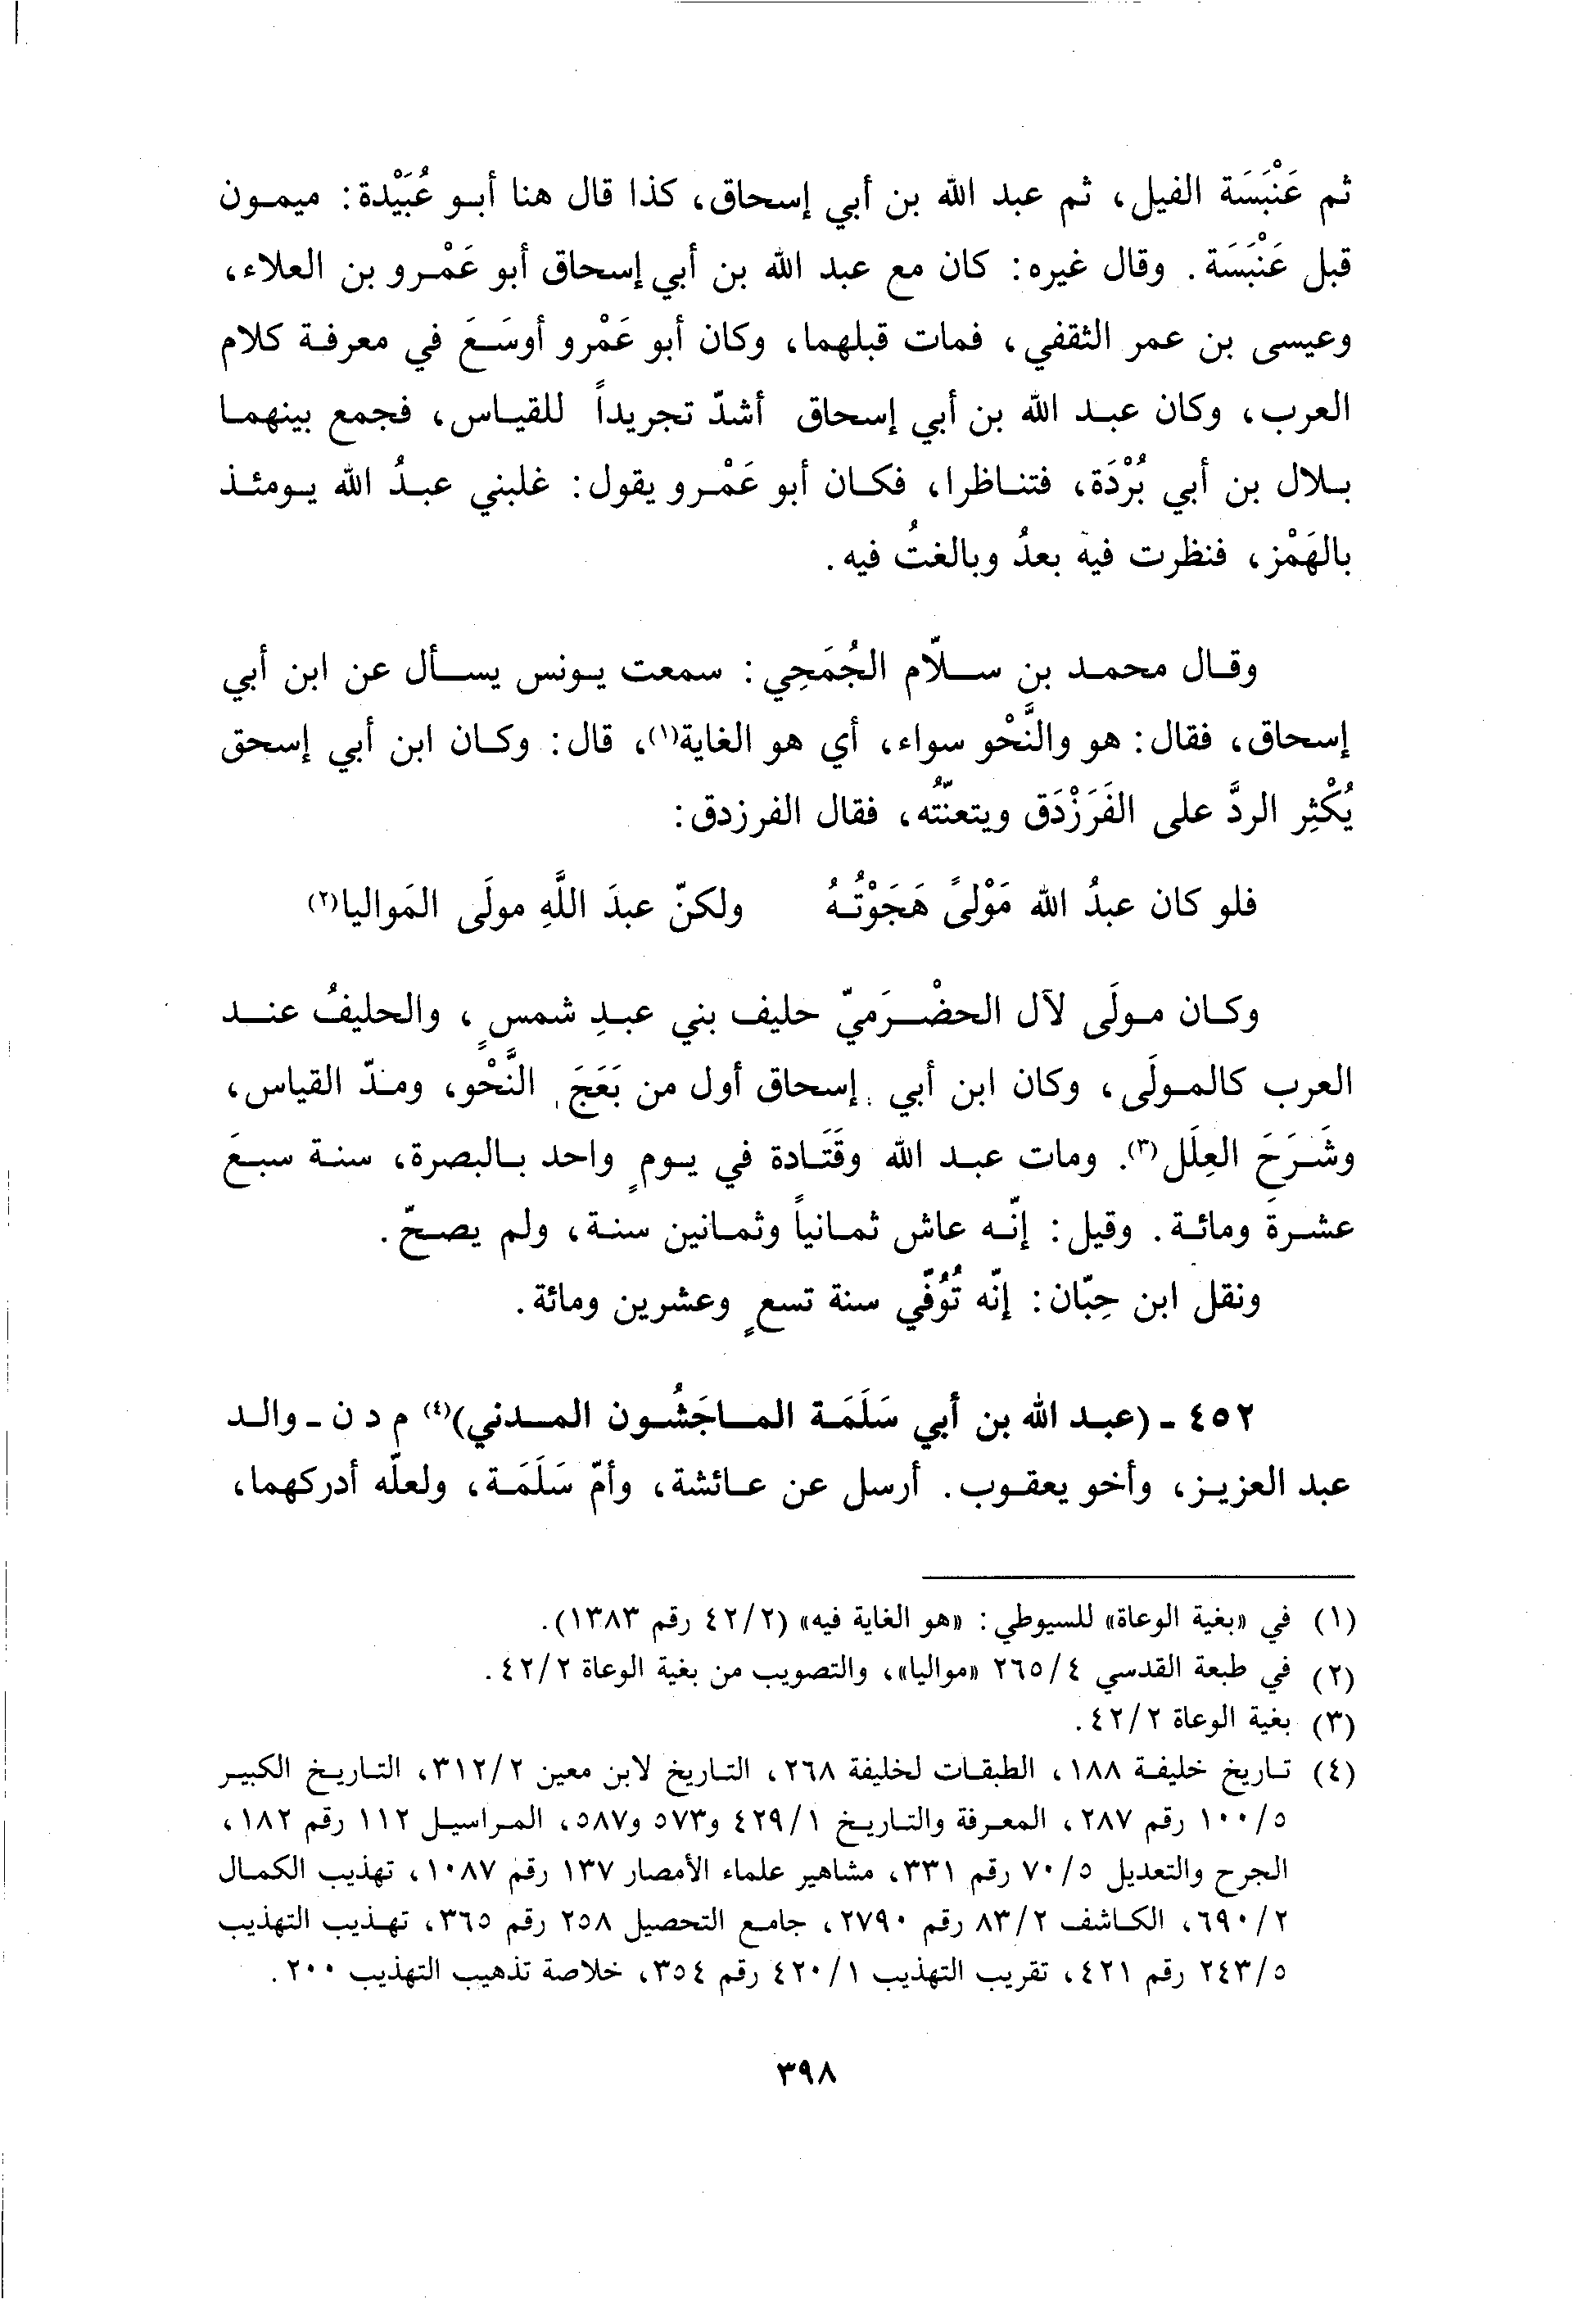 ثم عَنْبَسَة الفيل، ثم عبد الله بن أبي إسحاق، كذا قال هنا أبو عُبَيْدة: ميمون
قبل عَنْبَسَة. وقال غيره: كان مع عبد الله بن أبي إسحاق أبو عَمْرو بن العلاء،
وعيسى بن عمر الثقفي، فمات قبلهما، وكان أبو عَمْرو أوسَعَ في معرفة كلام
العرب، وكان عبد الله بن أبي إسحاق أشدّ تجريداً للقياس، فجمع بينهما
بلال بن أبي بُرْدَة، فتناظرا، فكان أبو عَمْرو يقول: غلبني عبدُ الله يومئذ
بالهَمْز، فنظرت فيه بعدُ وبالغتُ فيه.
وقال محمد بن سلّام الجُمَحِي: سمعت يونس يسأل عن ابن أبي
إسحاق، فقال: هو والنَّحْو سواء، أي هو الغاية(١)، قال: وكان ابن أبي إسحق
يُكْثِر الردَّ على الفَرَزْدَق ويتعنّتُه، فقال الفرزدق:
فلو كان عبدُ الله مَوْلىً هَجَوْتُهُ ولكنّ عبدَ اللَّهِ مولَى المَواليا(٢)
وكان مولَى لآل الحضْرَميّ حليف بني عبدِ شمسٍ، والحليفُ عند
العرب كالمولَى، وكان ابن أبي إسحاق أول من بَعَجَ النَّحْو، ومدّ القياس،
وشَرَحَ العِلَل(٣). ومات عبد الله وقَتَادة في يومٍ واحد بالبصرة، سنة سبعَ
عشرةَ ومائة. وقيل: إنّه عاش ثمانياً وثمانين سنة، ولم يصحّ.
ونقل ابن حِبّان: إنّه تُوُفّي سنة تسعٍ وعشرين ومائة.
٤٥٢ - (عبد الله بن أبي سَلَمَة الماجَشُون المدني)(٤) م د ن - والد
عبد العزيز، وأخو يعقوب. أرسل عن عائشة، وأمّ سَلَمَة، ولعلّه أدركهما،
(١) في «بغية الوعاة» للسيوطي: «هو الغاية فيه» (٤٢/٢ رقم ١٣٨٣).
(٢) في طبعة القدسي ٢٦٥/٤ «مواليا»، والتصويب من بغية الوعاة ٤٢/٢.
(٣) بغية الوعاة ٤٢/٢.
(٤) تاريخ خليفة ١٨٨، الطبقات لخليفة ٢٦٨، التاريخ لابن معين ٣١٢/٢، التاريخ الكبير
١٠٠/٥ رقم ٢٨٧، المعرفة والتاريخ ٤٢٩/١ و٥٧٣ و٥٨٧، المراسيل ١١٢ رقم ١٨٢،
الجرح والتعديل ٧٠/٥ رقم ٣٣١، مشاهير علماء الأمصار ١٣٧ رقم ١٠٨٧، تهذيب الكمال
٦٩٠/٢، الكاشف ٨٣/٢ رقم ٢٧٩٠، جامع التحصيل ٢٥٨ رقم ٣٦٥، تهذيب التهذيب
٢٤٣/٥ رقم ٤٢١، تقريب التهذيب ٤٢٠/١ رقم ٣٥٤، خلاصة تذهيب التهذيب ٢٠٠.
٣٩٨